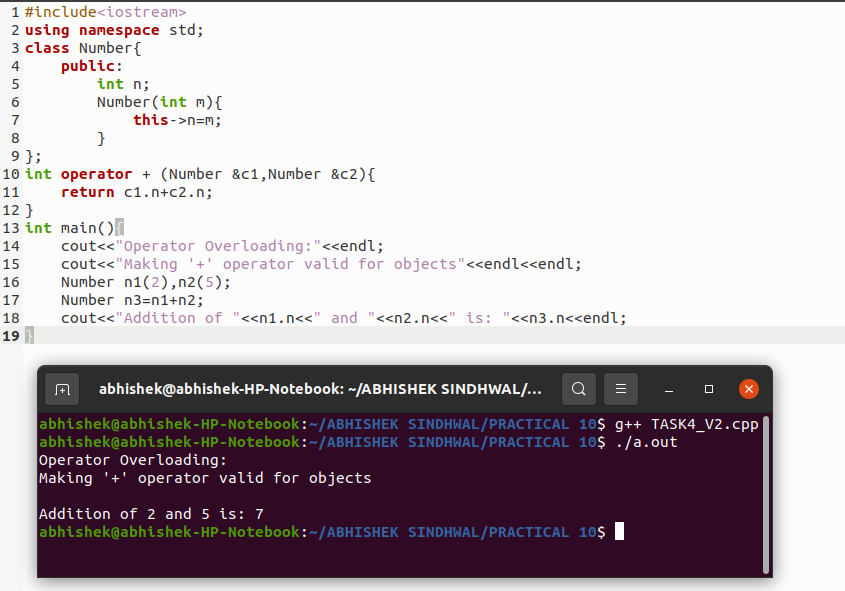 1 #include<iostream>
2 using namespace std;
3 class Number{
4     public:
5         int n;
6         Number(int m){
7             this->n=m;
8         }
9 };
10 int operator + (Number &c1,Number &c2){
11     return c1.n+c2.n;
12 }
13 int main(){
14     cout<<"Operator Overloading:"<<endl;
15     cout<<"Making '+' operator valid for objects"<<endl<<endl;
16     Number n1(2),n2(5);
17     Number n3=n1+n2;
18     cout<<"Addition of "<<n1.n<<" and "<<n2.n<<" is: "<<n3.n<<endl;
19 }
abhishek@abhishek-HP-Notebook: ~/ABHISHEK SINDHWAL/...
abhishek@abhishek-HP-Notebook:~/ABHISHEK SINDHWAL/PRACTICAL 10$ g++ TASK4_V2.cpp
abhishek@abhishek-HP-Notebook:~/ABHISHEK SINDHWAL/PRACTICAL 10$ ./a.out
Operator Overloading:
Making '+' operator valid for objects

Addition of 2 and 5 is: 7
abhishek@abhishek-HP-Notebook:~/ABHISHEK SINDHWAL/PRACTICAL 10$